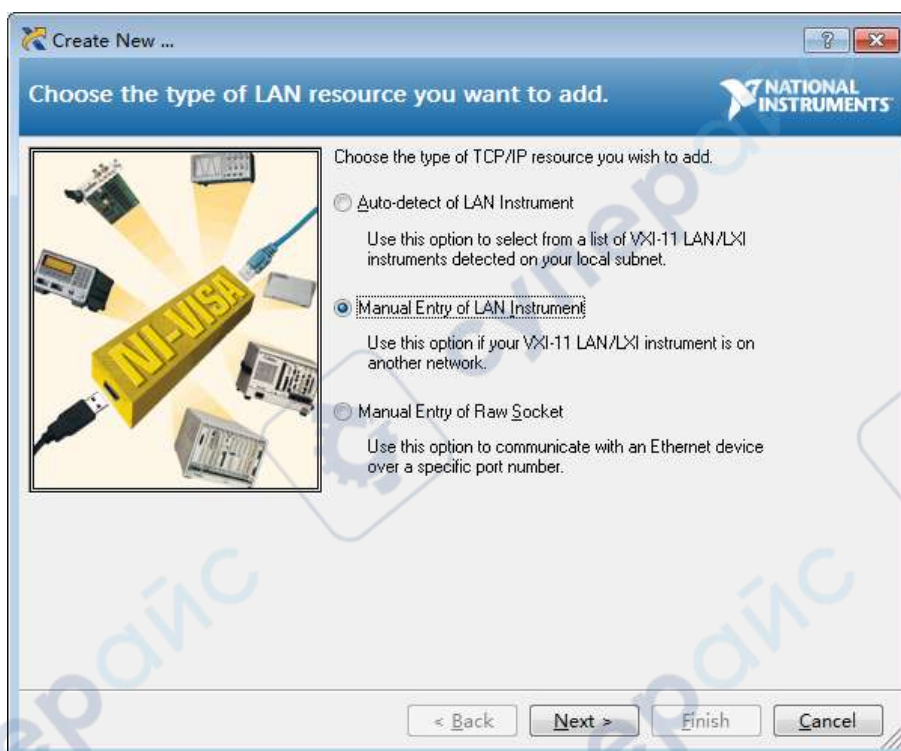 Create New ...
Choose the type of LAN resource you want to add.
NATIONAL
INSTRUMENTS
Choose the type of TCP/IP resource you wish to add.
Auto-detect of LAN Instrument
Use this option to select from a list of VXI-11 LAN/LXI
instruments detected on your local subnet.
NI-VISA
Manual Entry of LAN Instrument
Use this option if your VXI-11 LAN/LXI instrument is on
another network.
Manual Entry of Raw Socket
Use this option to communicate with an Ethernet device
over a specific port number.
< Back
Next >
Finish
Cancel